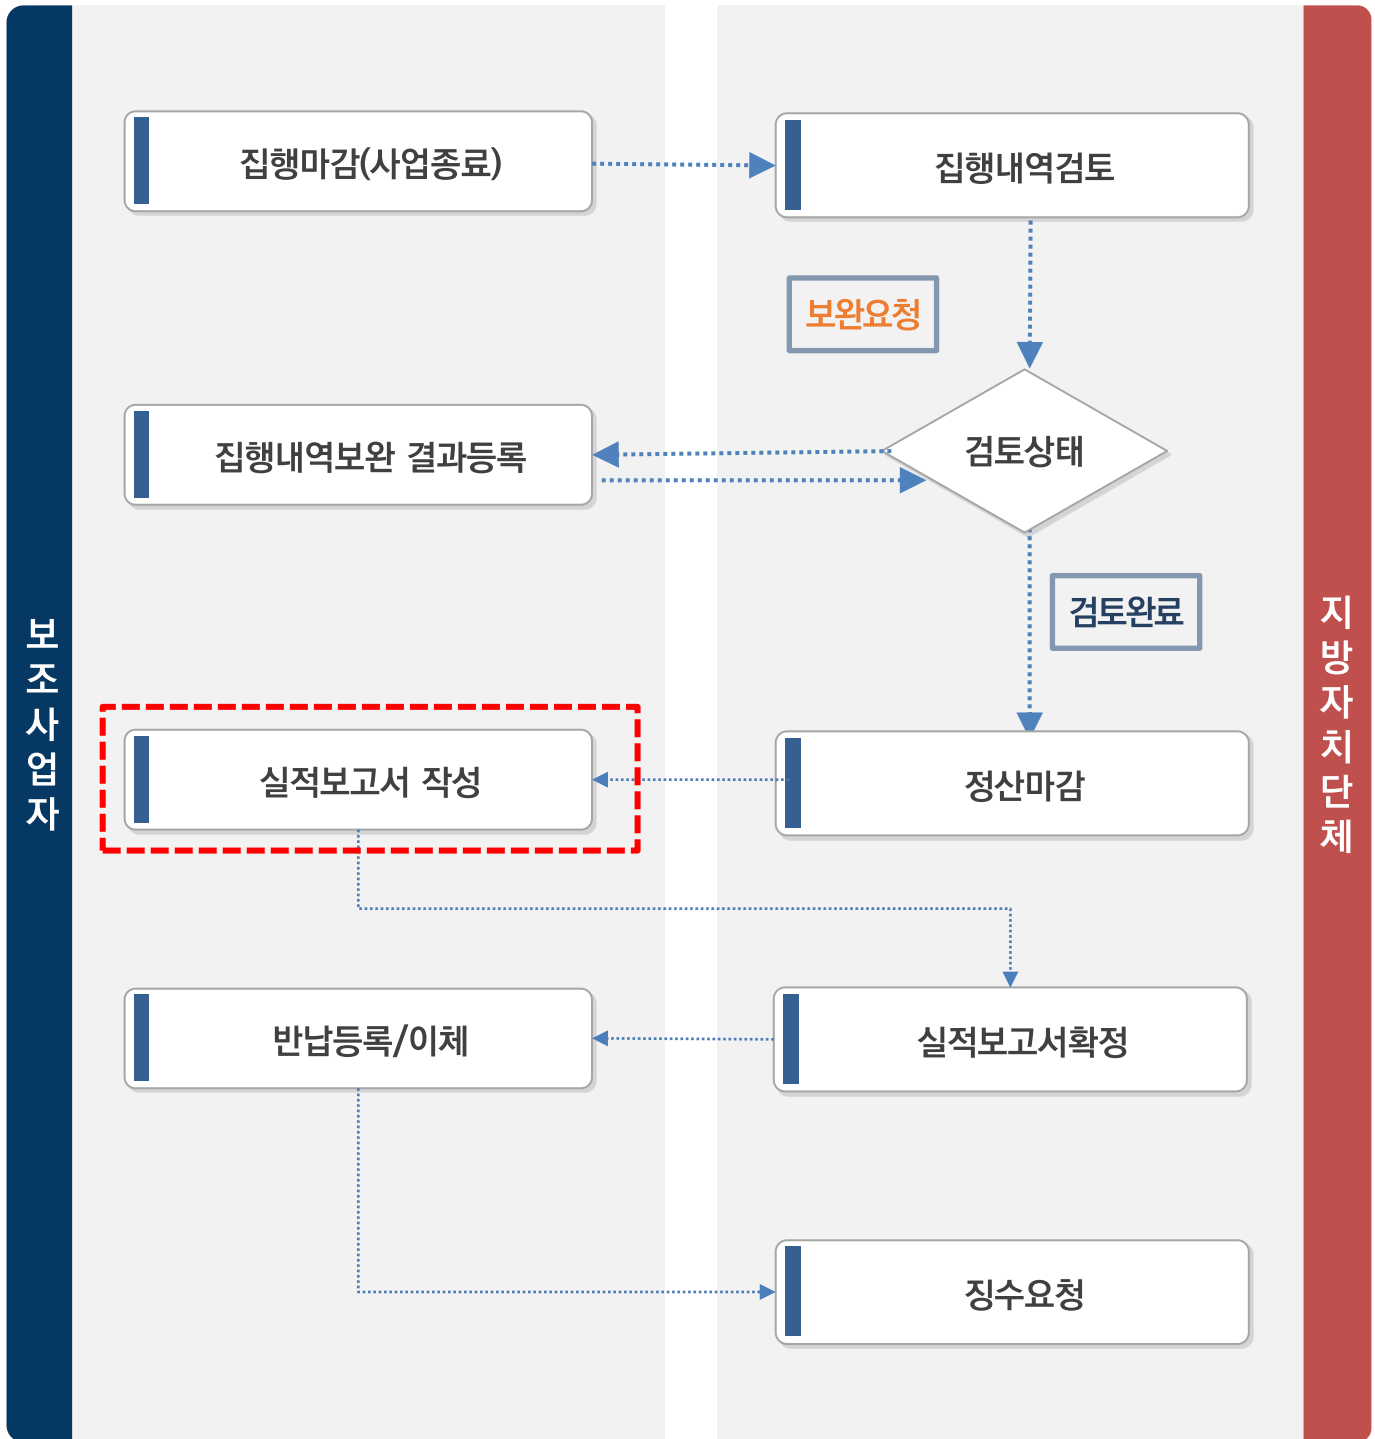 집행마감(사업종료)
집행내역검토
보완요청
집행내역보완 결과등록
검토상태
검토완료
보조사업자
지방자치단체
실적보고서 작성
정산마감
반납등록/이체
실적보고서확정
징수요청